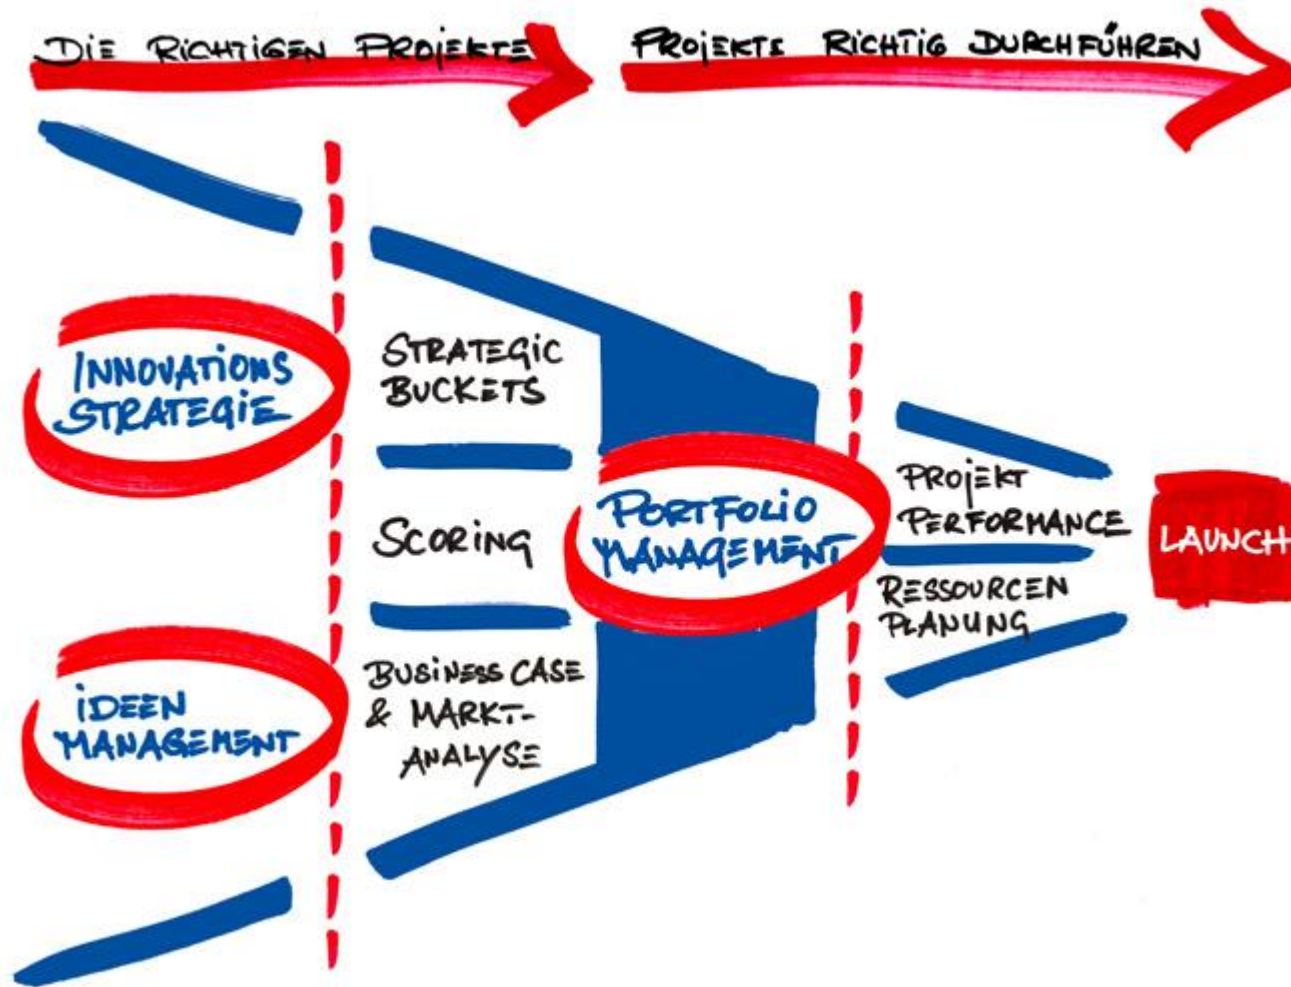 DIE RICHTIGEN PROJEKTE
PROJEKTE RICHTIG DURCHFÜHREN
INNOVATIONS
STRATEGIE
IDEEN
MANAGEMENT
STRATEGIC
BUCKETS
SCORING
BUSINESS CASE
& MARKT-
ANALYSE
PORTFOLIO
MANAGEMENT
PROJEKT
PERFORMANCE
RESSOURCEN
PLANUNG
LAUNCH